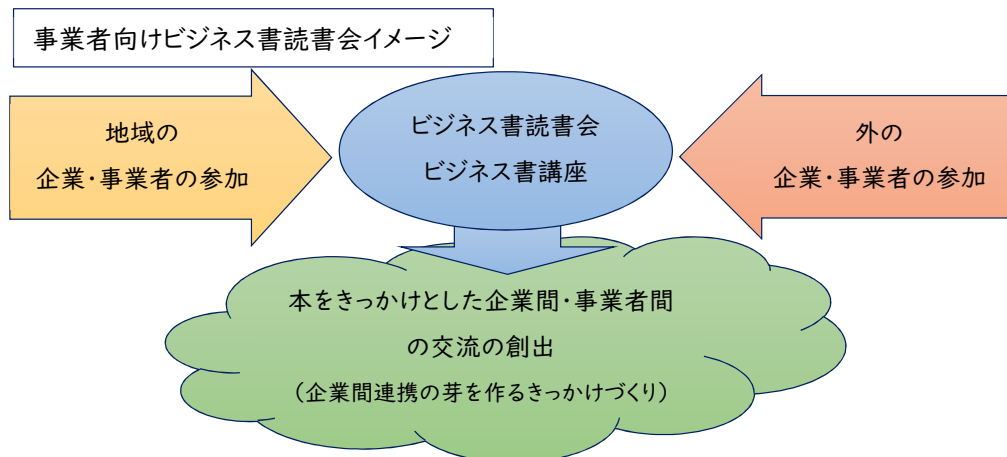 事業者向けビジネス書読書会イメージ
地域の
企業・事業者の参加
ビジネス書読書会
ビジネス書講座
外の
企業・事業者の参加
本をきっかけとした企業間・事業者間
の交流の創出
（企業間連携の芽を作るきっかけづくり）